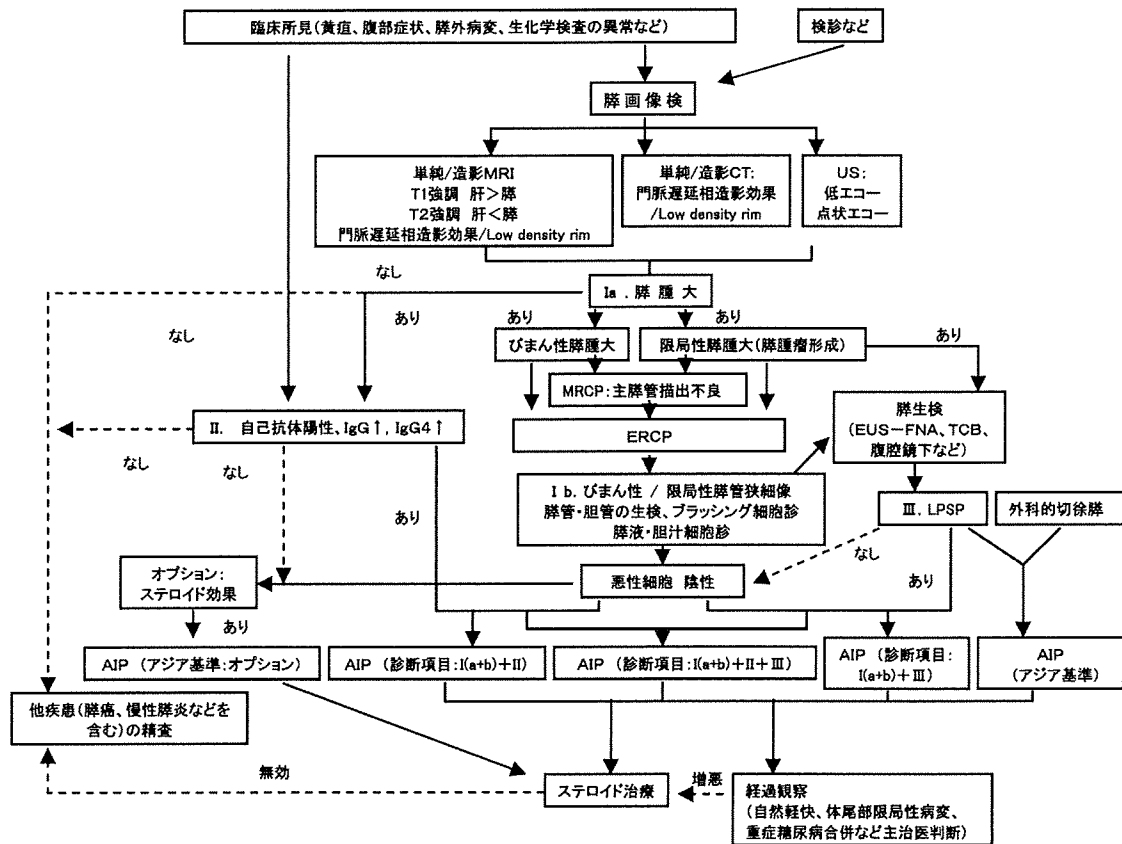 臨床所見(黄疸、腹部症状、膵外病変、生化学検査の異常など)
検診など
膵画像検
単純/造影MRI
T1強調 肝>膵
T2強調 肝<膵
門脈遅延相造影効果/Low density rim
単純/造影CT:
門脈遅延相造影効果
/Low density rim
US:
低エコー
点状エコー
なし
Ia .膵腫大
なし
あり
あり
あり
あり
びまん性膵腫大
限局性膵腫大(膵腫瘤形成)
MRCP:主膵管描出不良
膵生検
(EUS-FNA、TCB、
腹腔鏡下など)
II. 自己抗体陽性、IgG↑, IgG4↑
ERCP
なし
なし
あり
Ib. びまん性 / 限局性膵管狭細像
膵管・胆管の生検、ブラッシング細胞診
膵液・胆汁細胞診
III. LPSP
外科的切徐膵
なし
あり
オプション:
ステロイド効果
悪性細胞 陰性
あり
AIP (アジア基準:オプション)
AIP (診断項目:I(a+b)+II)
AIP (診断項目:I(a+b)+II+III)
AIP (診断項目:
I(a+b)+III)
AIP
(アジア基準)
他疾患(膵癌、慢性膵炎などを
含む)の精査
無効
ステロイド治療
増悪
経過観察
(自然軽快、体尾部限局性病変、
重症糖尿病合併など主治医判断)